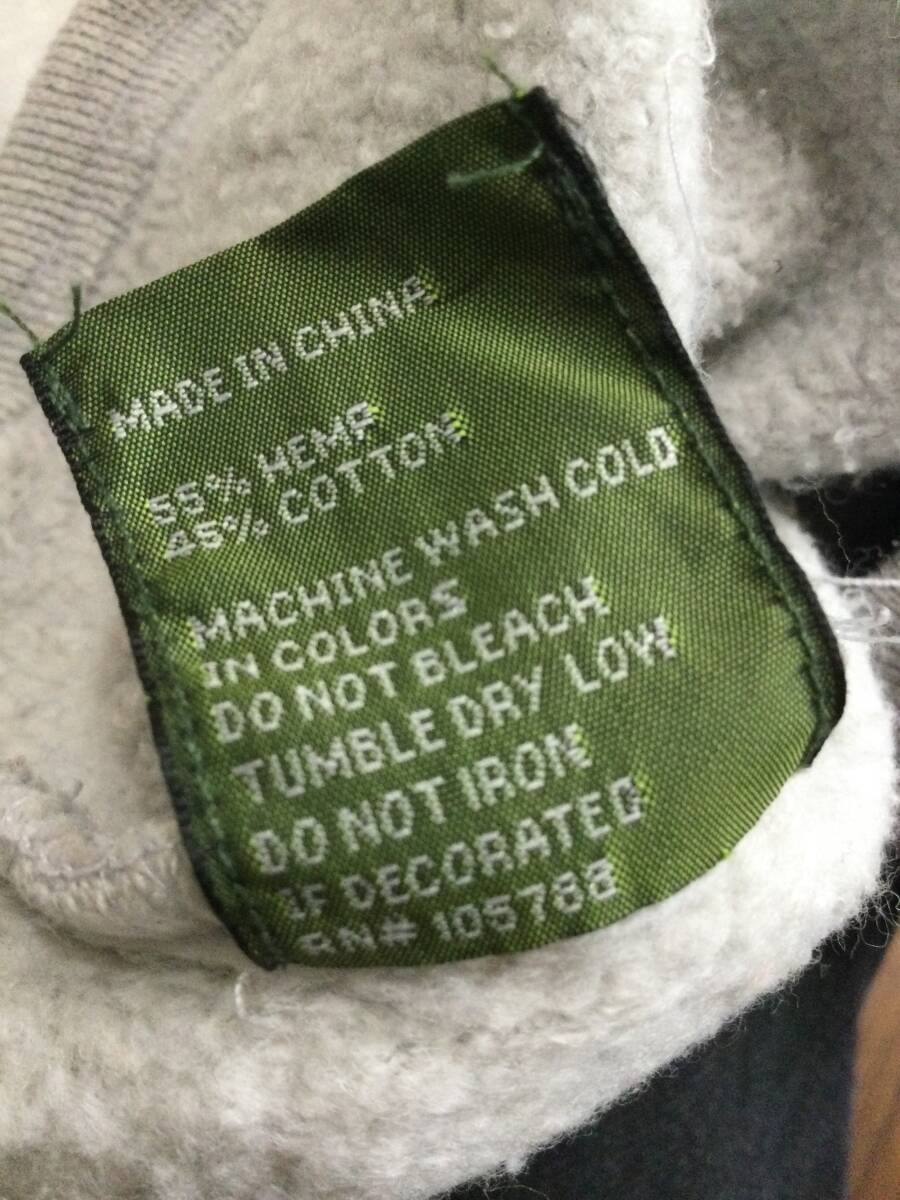 MADE IN CHINA
55% HEMP
45% COTTON
MACHINE WASH COLD
IN COLORS
DO NOT BLEACH
TUMBLE DRY LOW
DO NOT IRON
IF DECORATED
RN# 105788